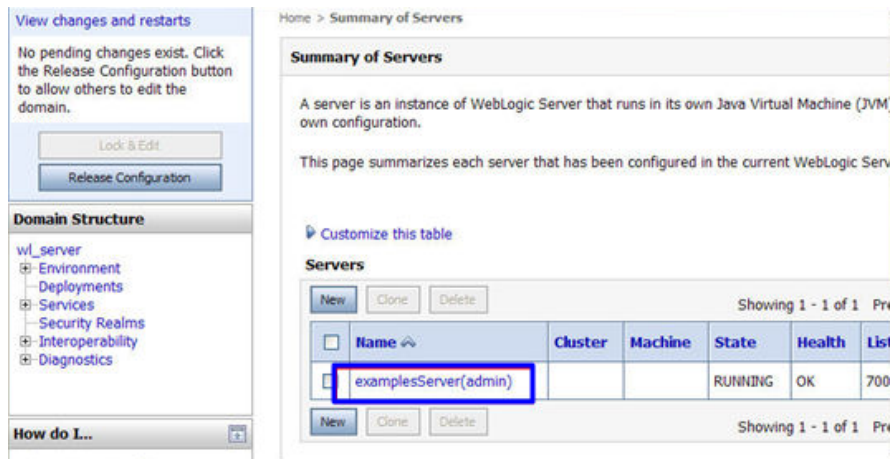 View changes and restarts
No pending changes exist. Click
the Release Configuration button
to allow others to edit the
domain.
Lock & Edit
Release Configuration
Domain Structure
wl_server
Environment
Deployments
Services
Security Realms
Interoperability
Diagnostics
How do I...
Home > Summary of Servers
Summary of Servers
A server is an instance of WebLogic Server that runs in its own Java Virtual Machine (JVM)
own configuration.
This page summarizes each server that has been configured in the current WebLogic Serv
Customize this table
Servers
New Clone Delete Showing 1 - 1 of 1 Pre
Name Cluster Machine State Health List
examplesServer(admin) RUNNING OK 700
New Clone Delete Showing 1 - 1 of 1 Pre